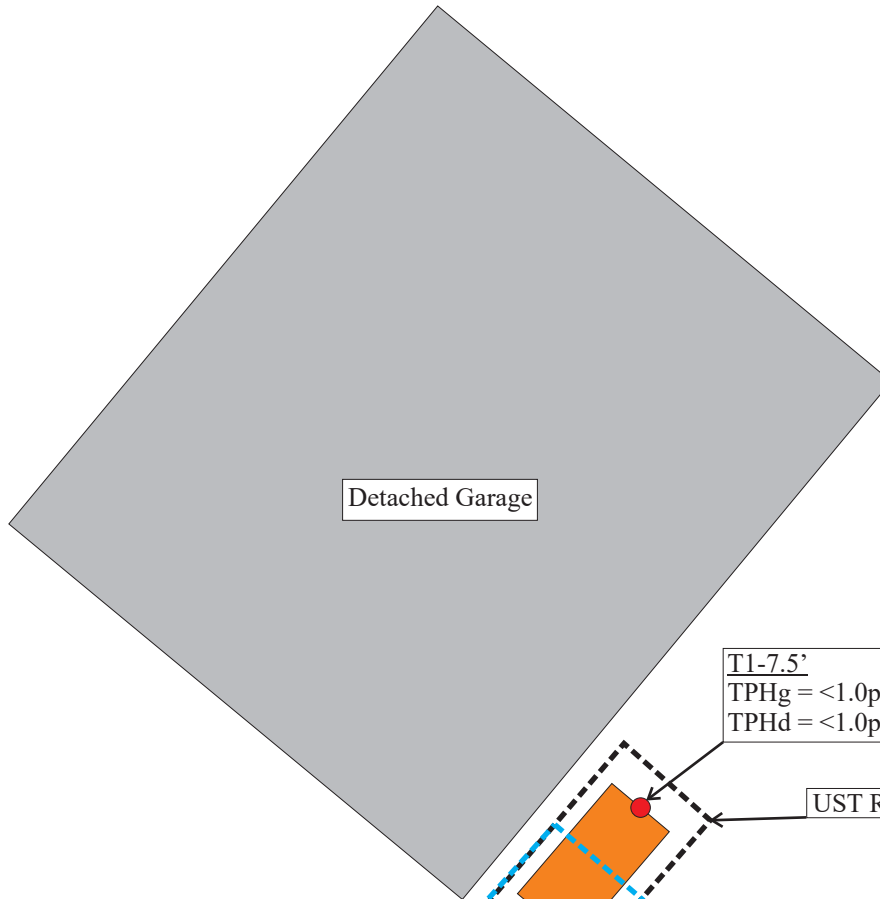 Detached Garage
T1-7.5’
TPHg = <1.0p
TPHd = <1.0p
UST R